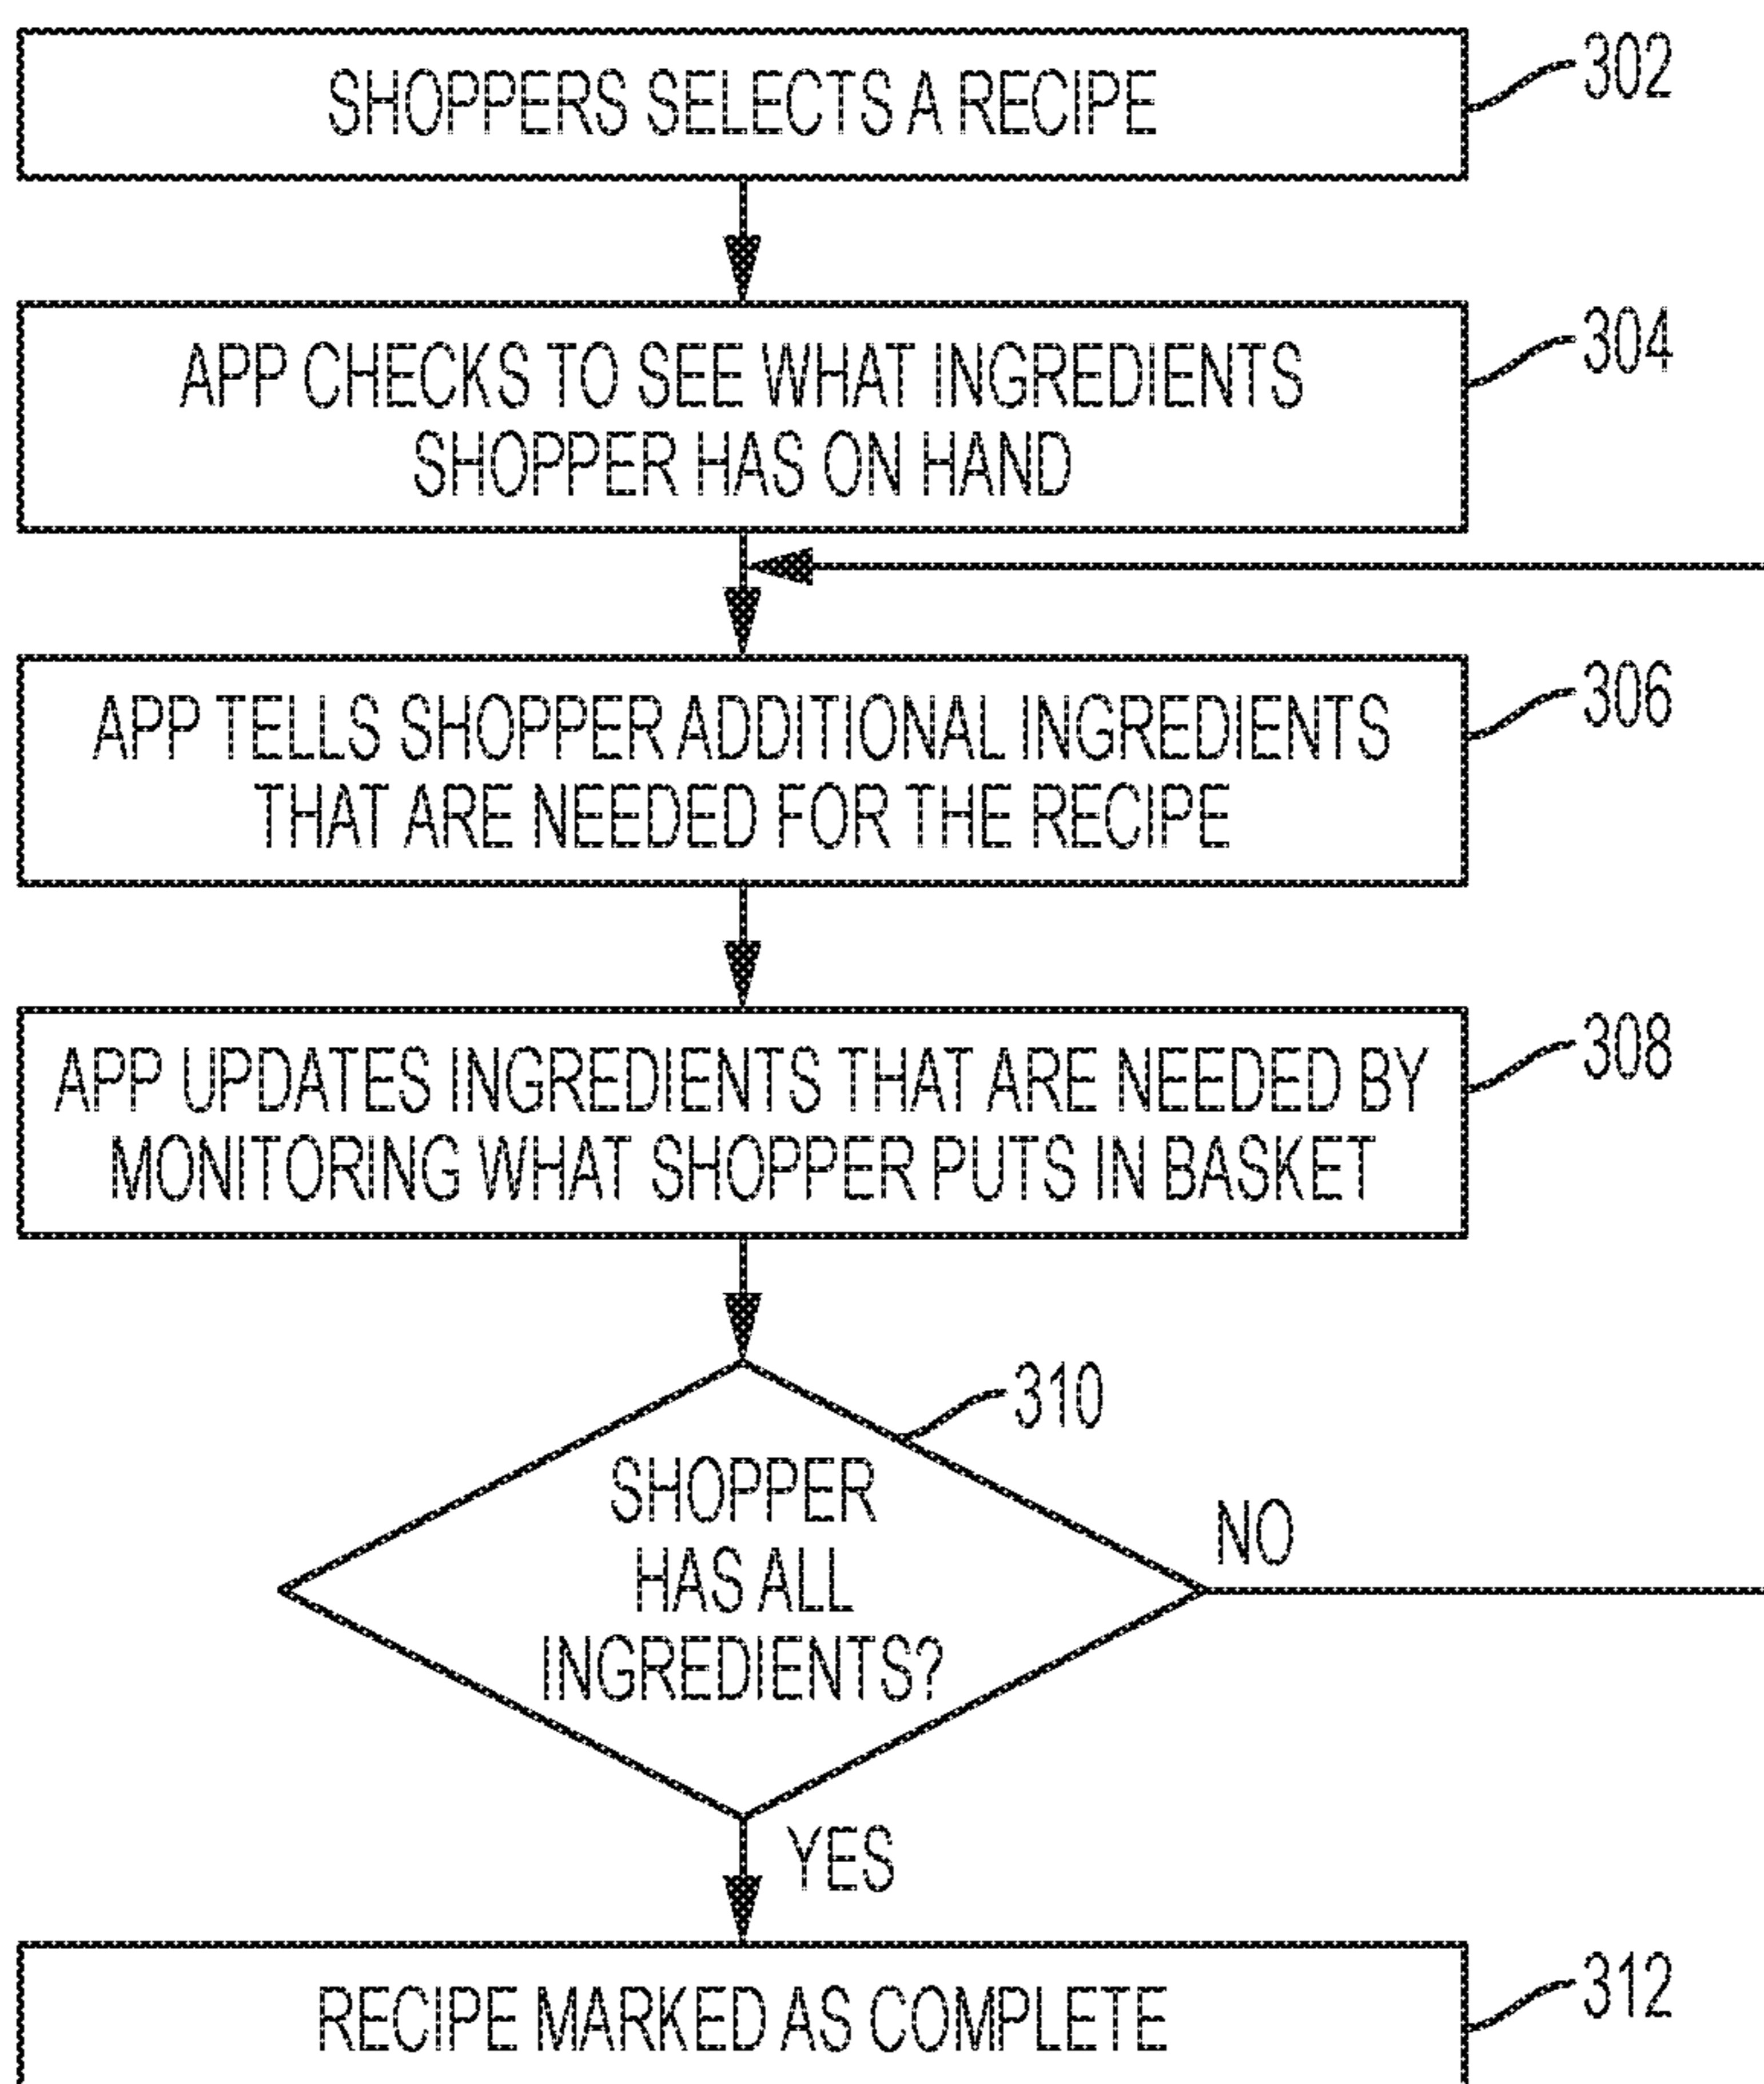 SHOPPERS SELECTS A RECIPE
302
APP CHECKS TO SEE WHAT INGREDIENTS
SHOPPER HAS ON HAND
304
APP TELLS SHOPPER ADDITIONAL INGREDIENTS
THAT ARE NEEDED FOR THE RECIPE
306
APP UPDATES INGREDIENTS THAT ARE NEEDED BY
MONITORING WHAT SHOPPER PUTS IN BASKET
308
310
SHOPPER
HAS ALL
INGREDIENTS?
NO
YES
RECIPE MARKED AS COMPLETE
312